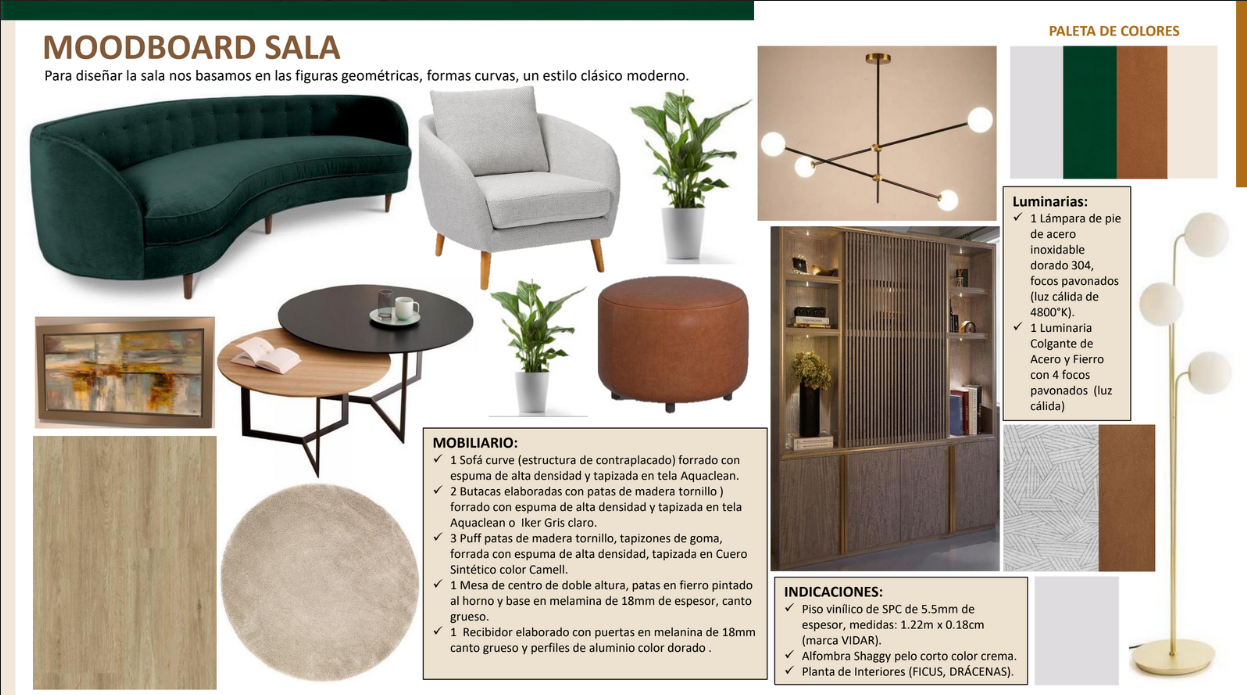 MOODBOARD SALA
Para diseñar la sala nos basamos en las figuras geométricas, formas curvas, un estilo clásico moderno.
PALETA DE COLORES
Luminarias:
✓ 1 Lámpara de pie
de acero
inoxidable
dorado 304,
focos pavonados
(luz cálida de
4800°K).
✓ 1 Luminaria
Colgante de
Acero y Fierro
con 4 focos
pavonados (luz
cálida)
MOBILIARIO:
✓ 1 Sofá curve (estructura de contraplacado) forrado con
espuma de alta densidad y tapizada en tela Aquaclean.
✓ 2 Butacas elaboradas con patas de madera tornillo )
forrado con espuma de alta densidad y tapizada en tela
Aquaclean o Iker Gris claro.
✓ 3 Puff patas de madera tornillo, tapizones de goma,
forrada con espuma de alta densidad, tapizada en Cuero
Sintético color Camell.
✓ 1 Mesa de centro de doble altura, patas en fierro pintado
al horno y base en melamina de 18mm de espesor, canto
grueso.
✓ 1 Recibidor elaborado con puertas en melanina de 18mm
canto grueso y perfiles de aluminio color dorado .
INDICACIONES:
✓ Piso vinílico de SPC de 5.5mm de
espesor, medidas: 1.22m x 0.18cm
(marca VIDAR).
✓ Alfombra Shaggy pelo corto color crema.
✓ Planta de Interiores (FICUS, DRÁCENAS).